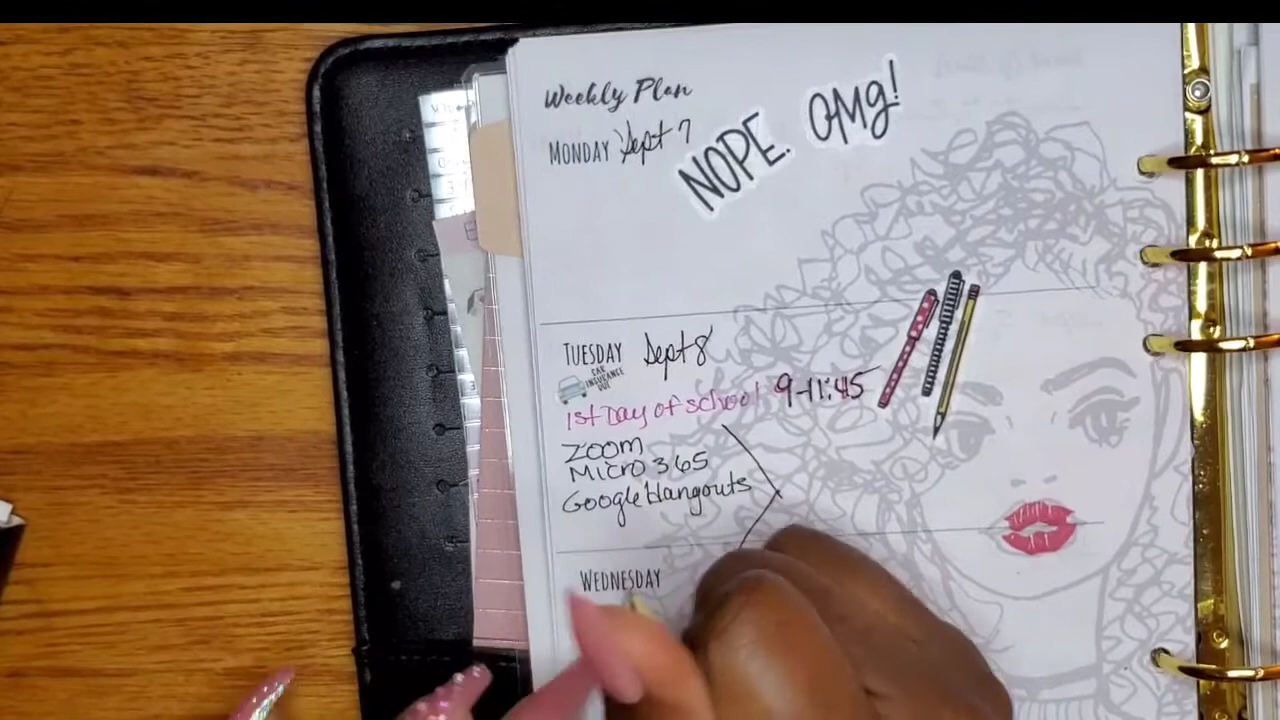 Weekly Plan
MONDAY Sept 7
NOPE. OMG!
TUESDAY Sept 8
CAR
INSURANCE
DUE
1st Day of school 9-11:45
Zoom
Micro 365
Google Hangouts
WEDNESDAY